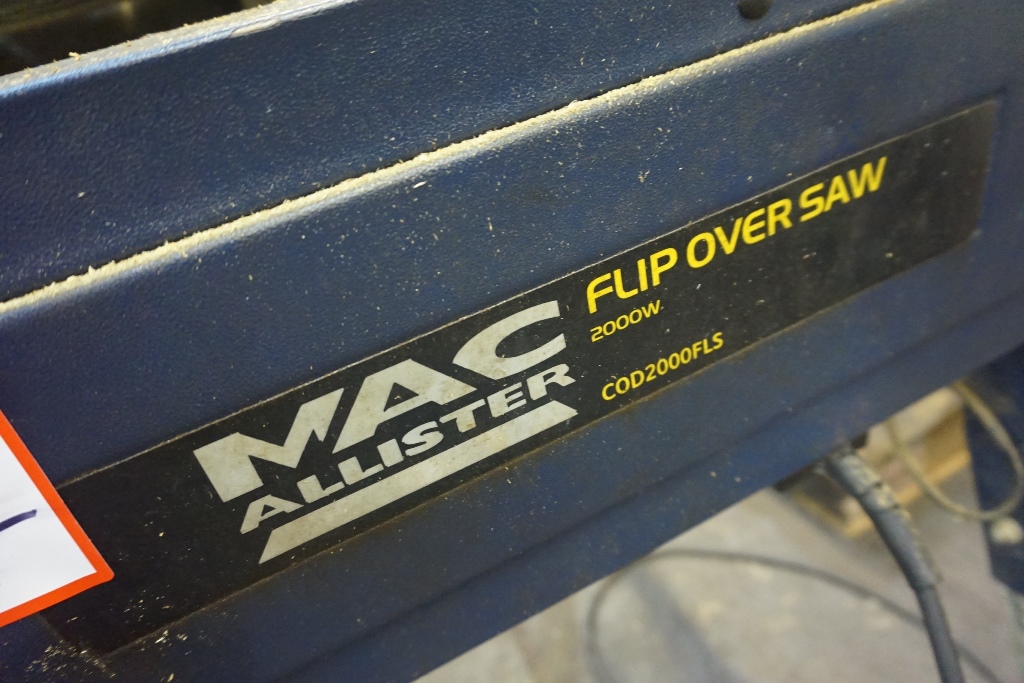 MAC
ALLISTER
FLIP OVER SAW
2000W
COD2000FLS